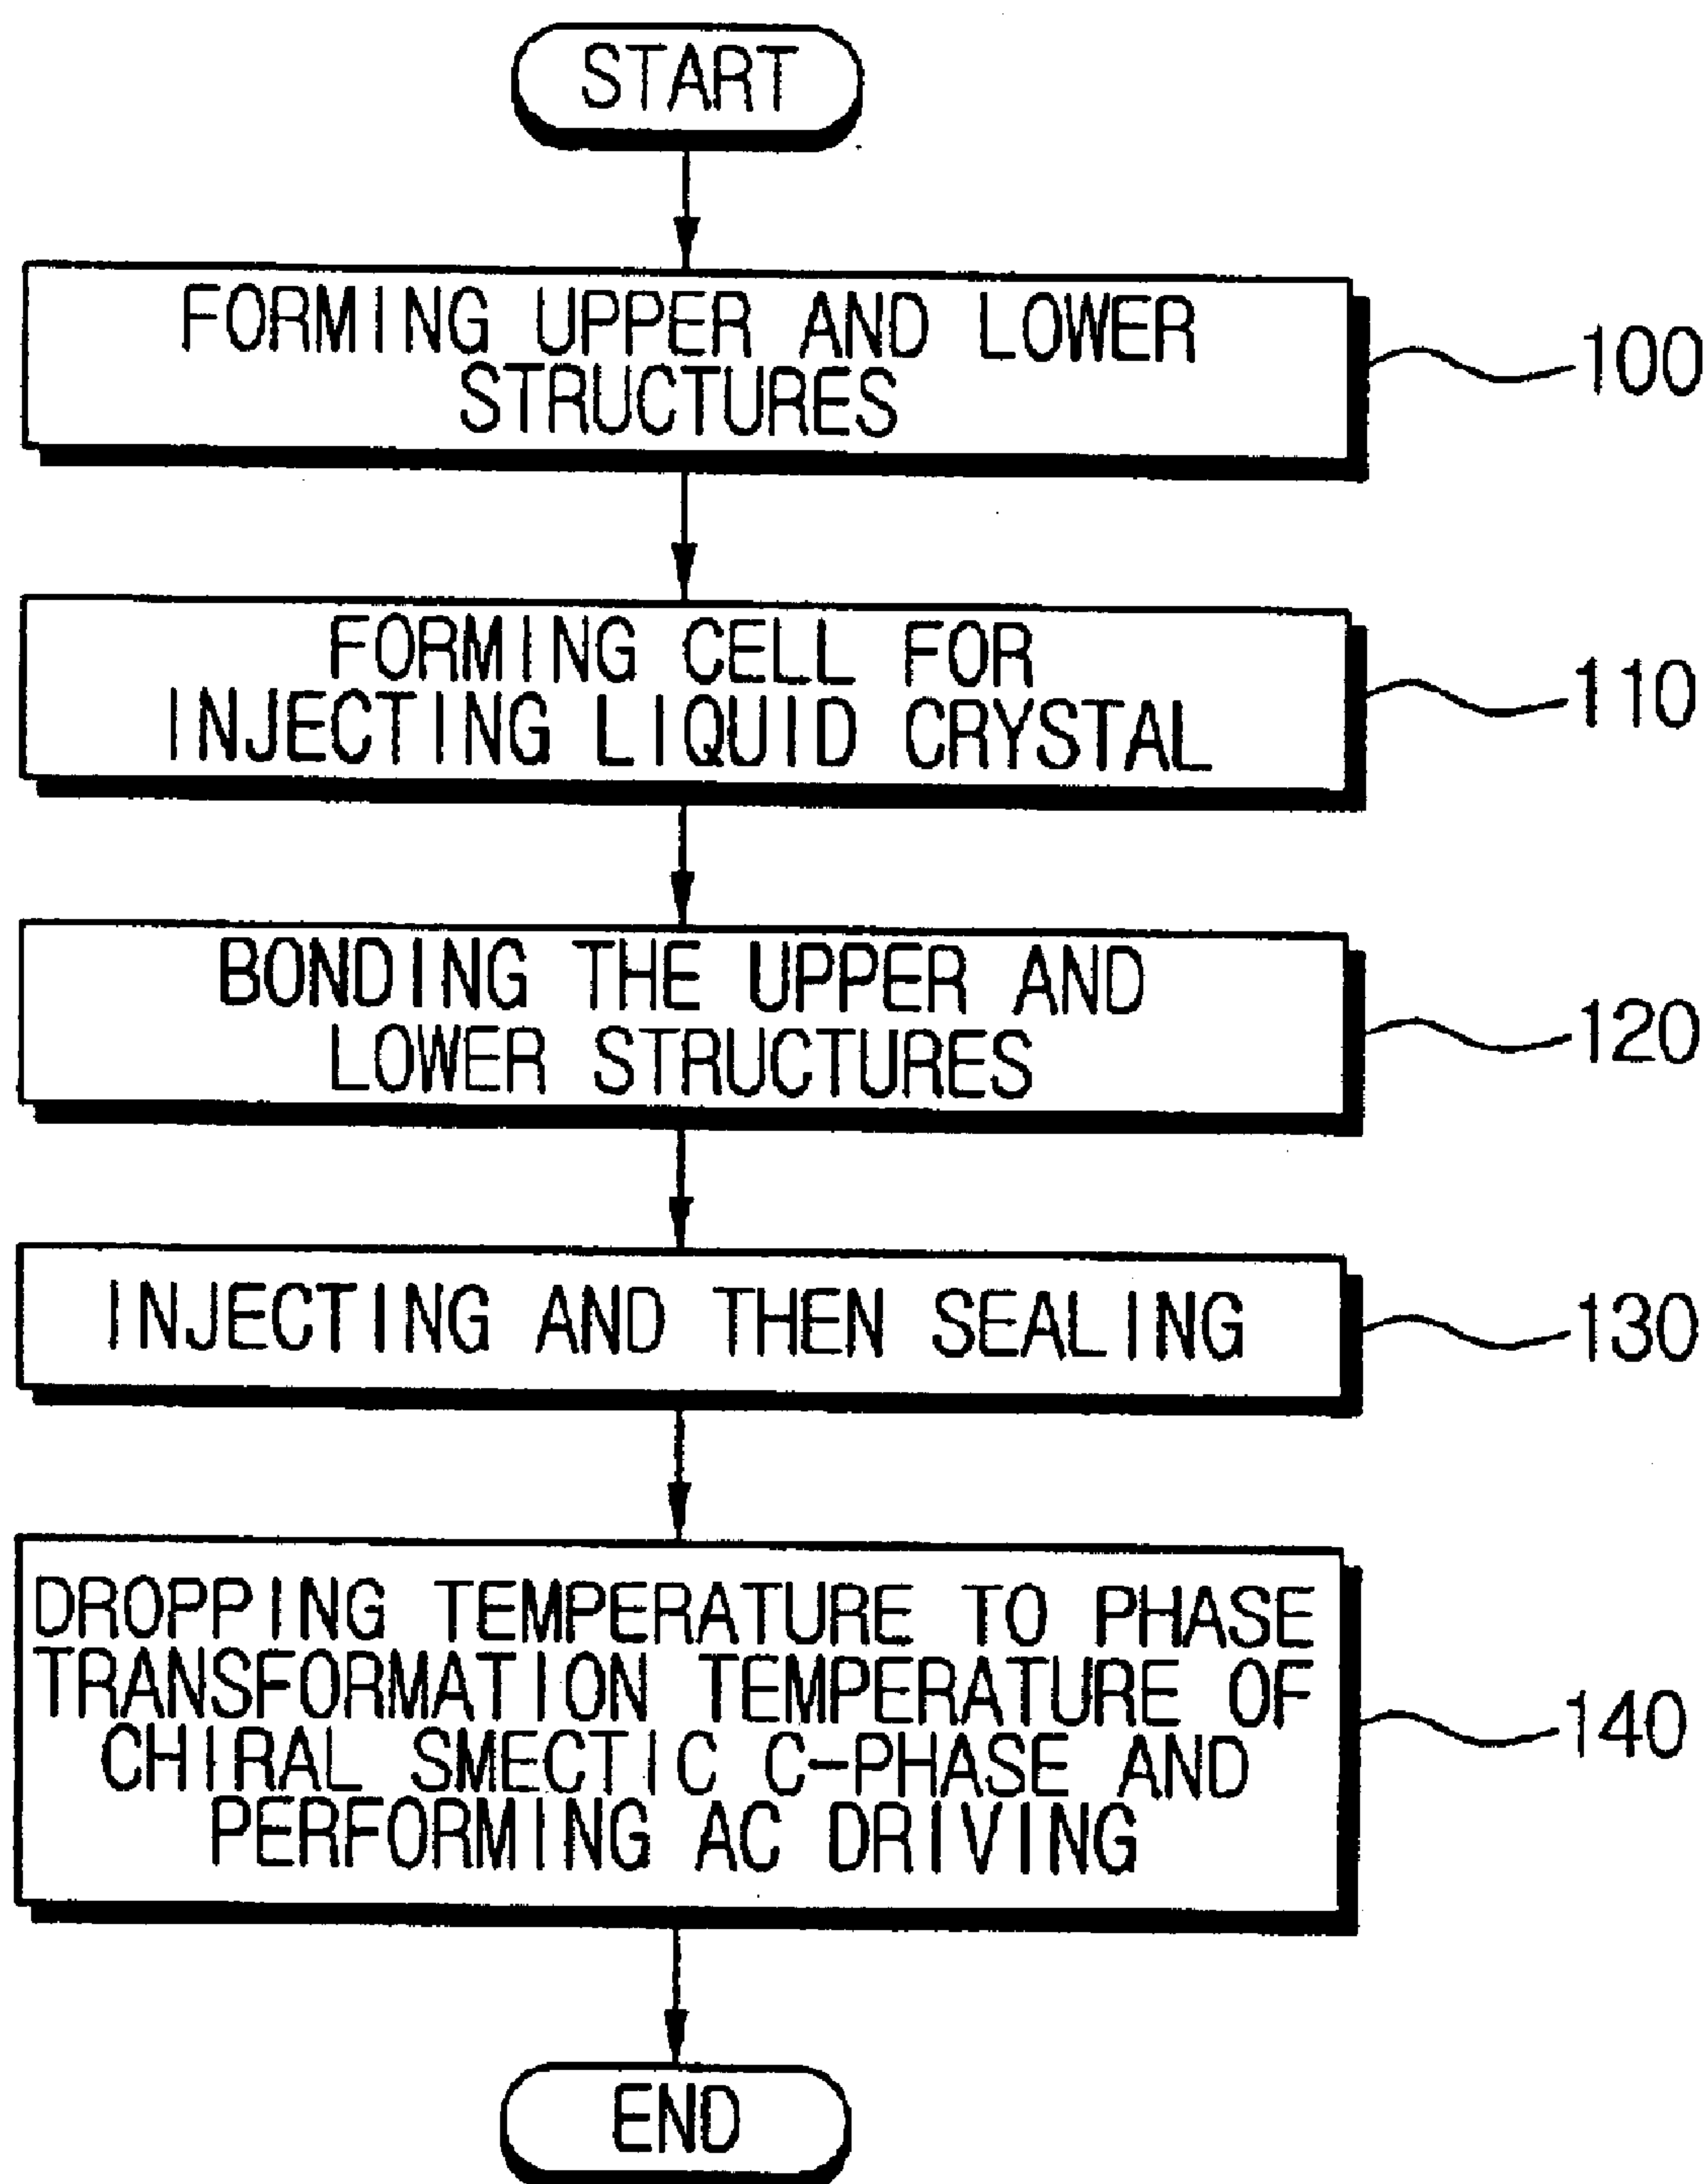 START
FORMING UPPER AND LOWER
STRUCTURES
100
FORMING CELL FOR
INJECTING LIQUID CRYSTAL
110
BONDING THE UPPER AND
LOWER STRUCTURES
120
INJECTING AND THEN SEALING
130
DROPPING TEMPERATURE TO PHASE
TRANSFORMATION TEMPERATURE OF
CHIRAL SMECTIC C-PHASE AND
PERFORMING AC DRIVING
140
END